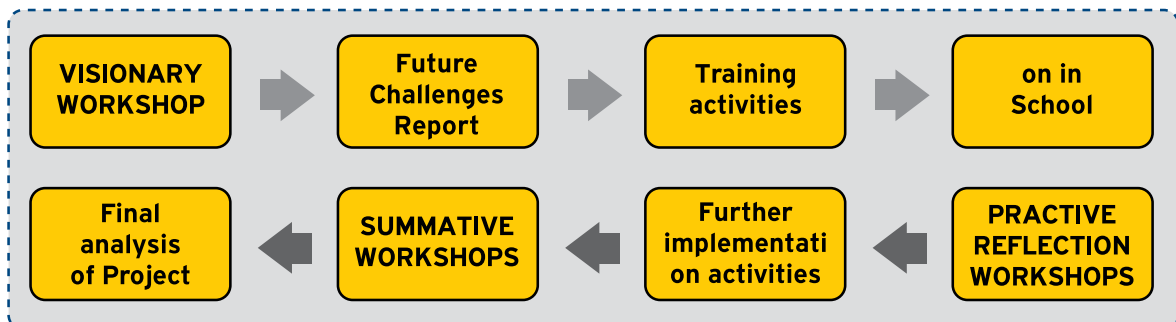 VISIONARY
WORKSHOP
Future
Challenges
Report
Training
activities
on in
School
Final
analysis
of Project
SUMMATIVE
WORKSHOPS
Further
implementati
on activities
PRACTIVE
REFLECTION
WORKSHOPS